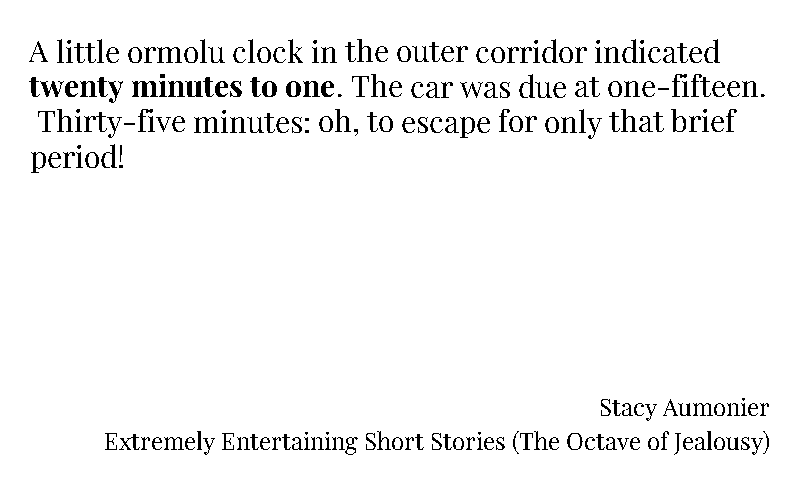 A little ormolu clock in the outer corridor indicated
twenty minutes to one. The car was due at one-fifteen.
Thirty-five minutes: oh, to escape for only that brief
period!
Stacy Aumonier
Extremely Entertaining Short Stories (The Octave of Jealousy)